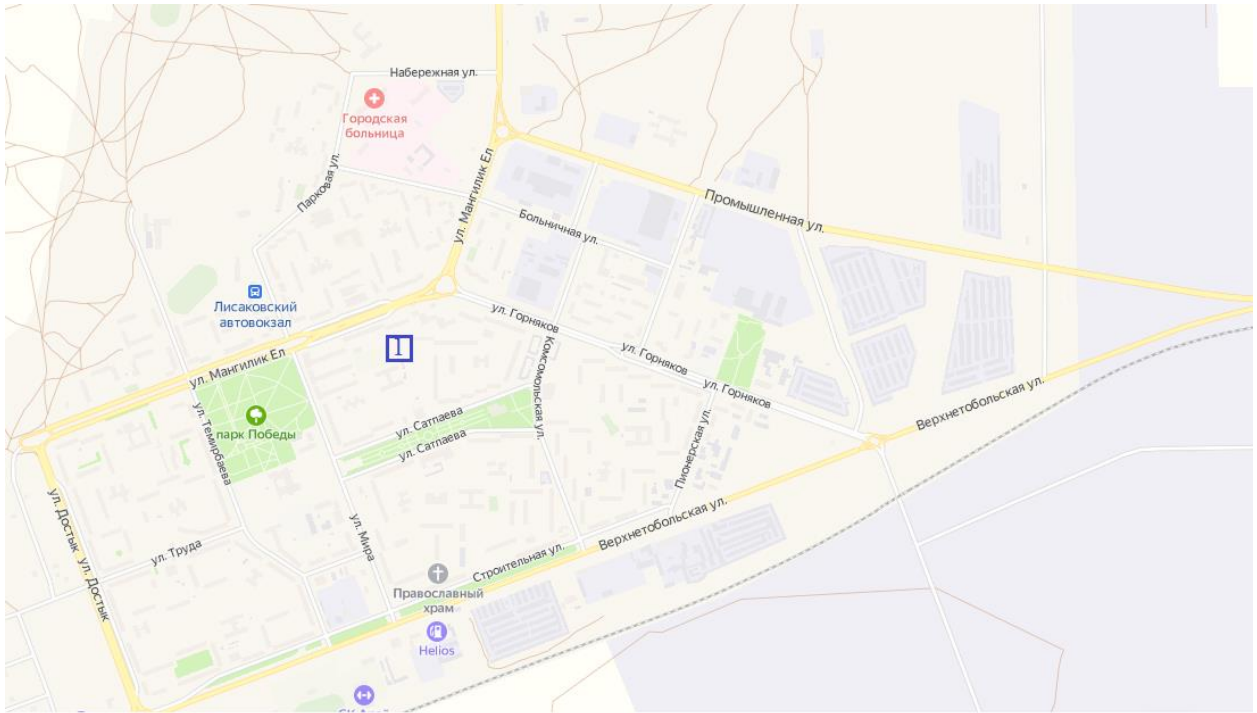 Набережная ул.
Городская
больница
ул. Мангилик Ел
Парковая ул.
Промышленная ул.
Больничная ул.
Лисаковский
автовокзал
ул. Горняков
ул. Мангилик Ел
I
Комсомольская ул.
ул. Горняков
ул. Горняков
Верхнетобольская ул.
парк Победы
ул. Темирбаева
ул. Сатпаева
ул. Сатпаева
Пионерская ул.
ул. Достык
ул. Достык
ул. Мира
ул. Труда
Верхнетобольская ул.
Строительная ул.
Православный
храм
Helios